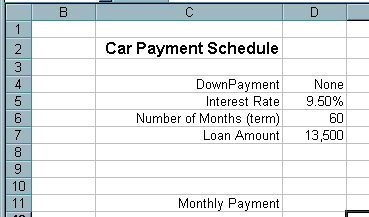 B C D
1
2 Car Payment Schedule
3
4 DownPayment None
5 Interest Rate 9.50%
6 Number of Months (term) 60
7 Loan Amount 13,500
8
9
10
11 Monthly Payment